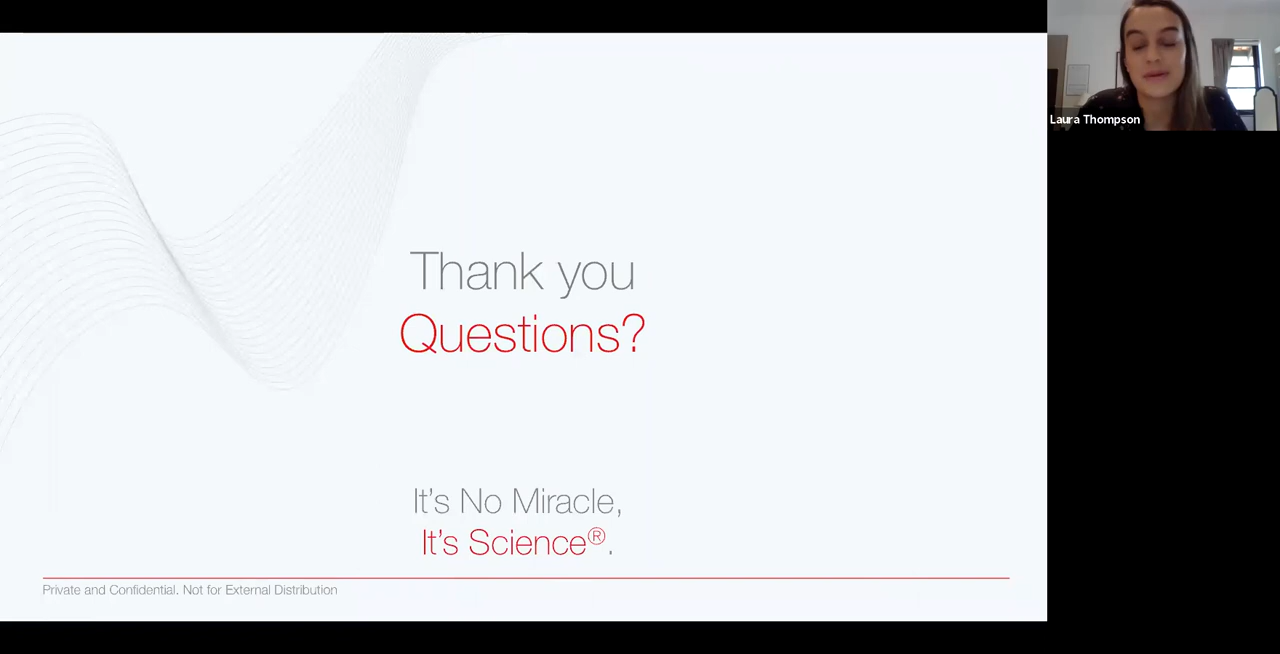 Thank you
Questions?
It's No Miracle,
It's Science®.
Private and Confidential. Not for External Distribution
Laura Thompson